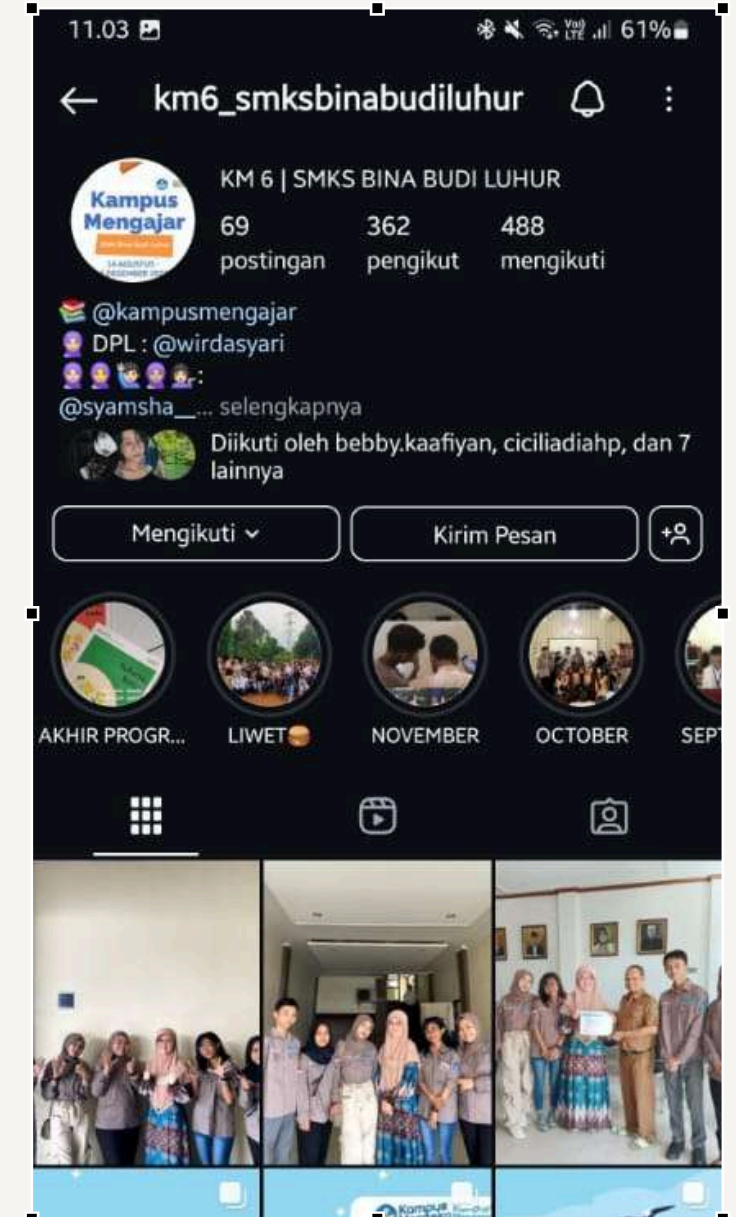 11.03 61%
km6_smksbinabudiluhur
Kampus
Mengajar
KM 6 | SMKS BINA BUDI LUHUR
69 362 488
postingan pengikut mengikuti
@kampusmengajar
DPL : @wirdasyari
:
@syamsha__... selengkapnya
Diikuti oleh bebby.kaafiyan, ciciliadiahp, dan 7
lainnya
Mengikuti Kirim Pesan
AKHIR PROGR... LIWET🍔 NOVEMBER OCTOBER SEPT
Kampus